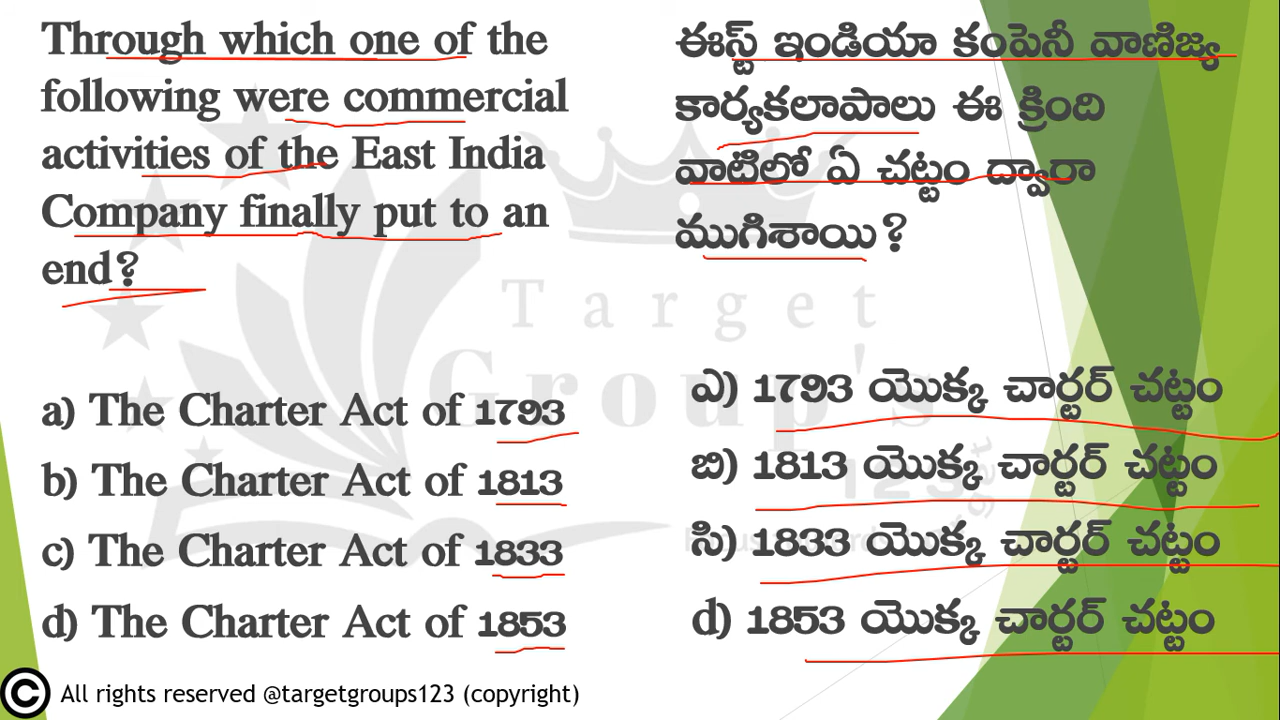 Through which one of the
following were commercial
activities of the East India
Company finally put to an
end?
a) The Charter Act of 1793
b) The Charter Act of 1813
c) The Charter Act of 1833
d) The Charter Act of 1853
ఈస్ట్ ఇండియా కంపెనీ వాణిజ్య
కార్యకలాపాలు ఈ క్రింది
వాటిలో ఏ చట్టం ద్వారా
ముగిశాయి?
ఎ) 1793 యొక్క చార్టర్ చట్టం
బి) 1813 యొక్క చార్టర్ చట్టం
సి) 1833 యొక్క చార్టర్ చట్టం
d) 1853 యొక్క చార్టర్ చట్టం
Target
Group's
123
© All rights reserved @targetgroups123 (copyright)